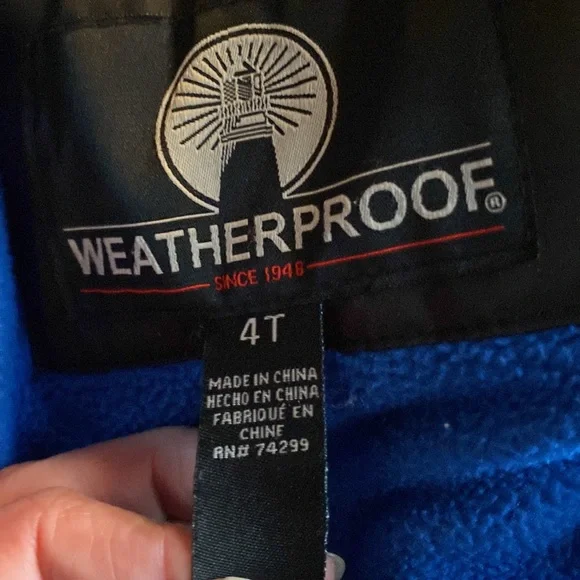 WEATHERPROOF®
SINCE 1948
4T
MADE IN CHINA
HECHO EN CHINA
FABRIQUÉ EN
CHINE
RN# 74299